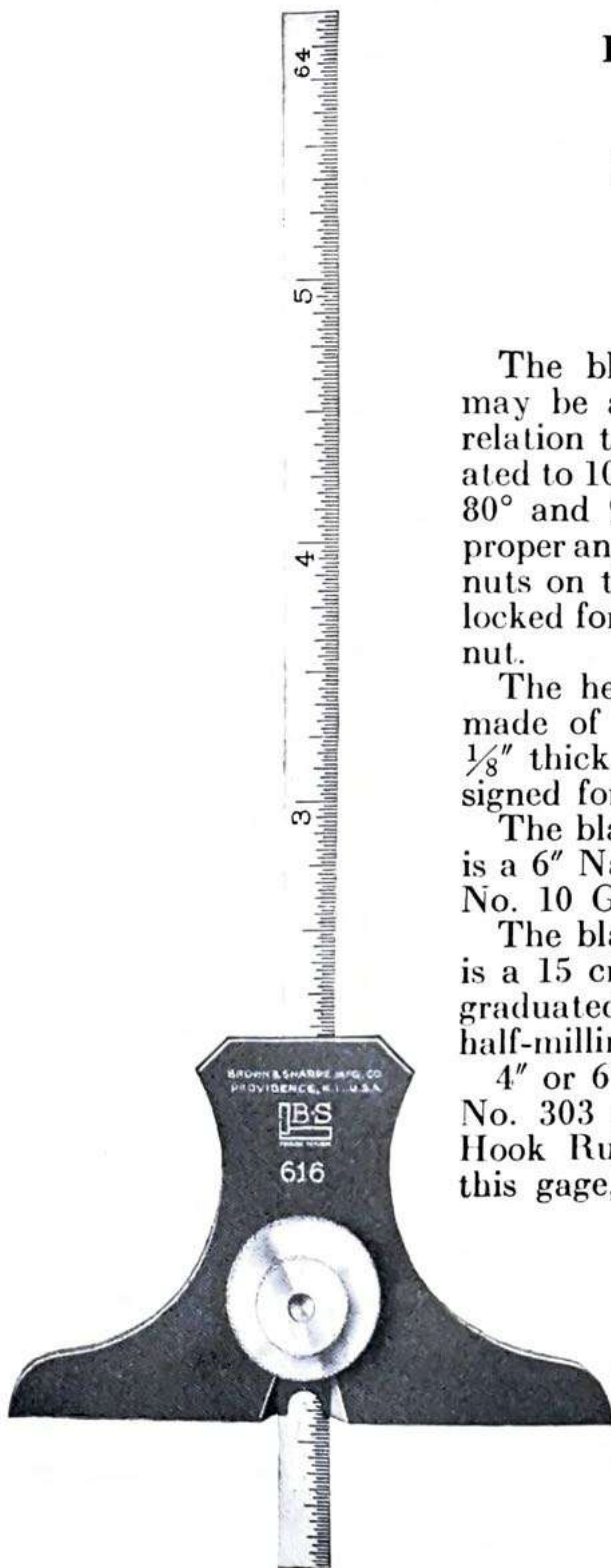 64
5
4
3
BROWN & SHARPE MFG. CO.
PROVIDENCE, R.I., U.S.A.
B·S
616
The bl
may be a
relation t
ated to 10
80° and
proper an
nuts on t
locked for
nut.
The he
made of
⅛″ thick
signed for
The bla
is a 6″ Na
No. 10 G
The bla
is a 15 c
graduated
half-millin
4″ or 6
No. 303
Hook Ru
this gage,